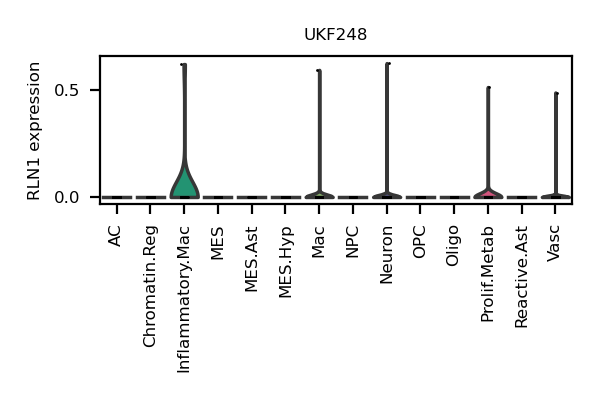 UKF248
RLN1 expression
0.5
0.0
AC
Chromatin.Reg
Inflammatory.Mac
MES
MES.Ast
MES.Hyp
Mac
NPC
Neuron
OPC
Oligo
Prolif.Metab
Reactive.Ast
Vasc